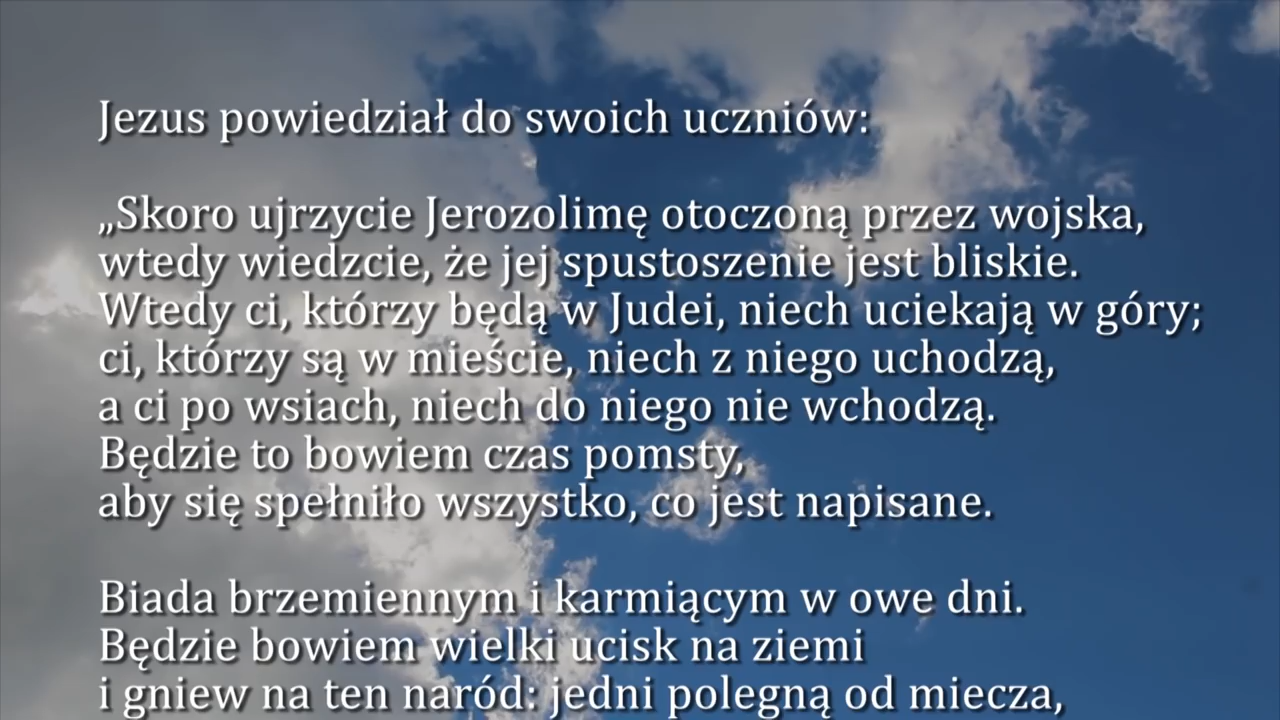 Jezus powiedział do swoich uczniów:
„Skoro ujrzycie Jerozolimę otoczoną przez wojska,
wtedy wiedzcie, że jej spustoszenie jest bliskie.
Wtedy ci, którzy będą w Judei, niech uciekają w góry;
ci, którzy są w mieście, niech z niego uchodzą,
a ci po wsiach, niech do niego nie wchodzą.
Będzie to bowiem czas pomsty,
aby się spełniło wszystko, co jest napisane.
Biada brzemiennym i karmiącym w owe dni.
Będzie bowiem wielki ucisk na ziemi
i gniew na ten naród: jedni polegną od miecza,